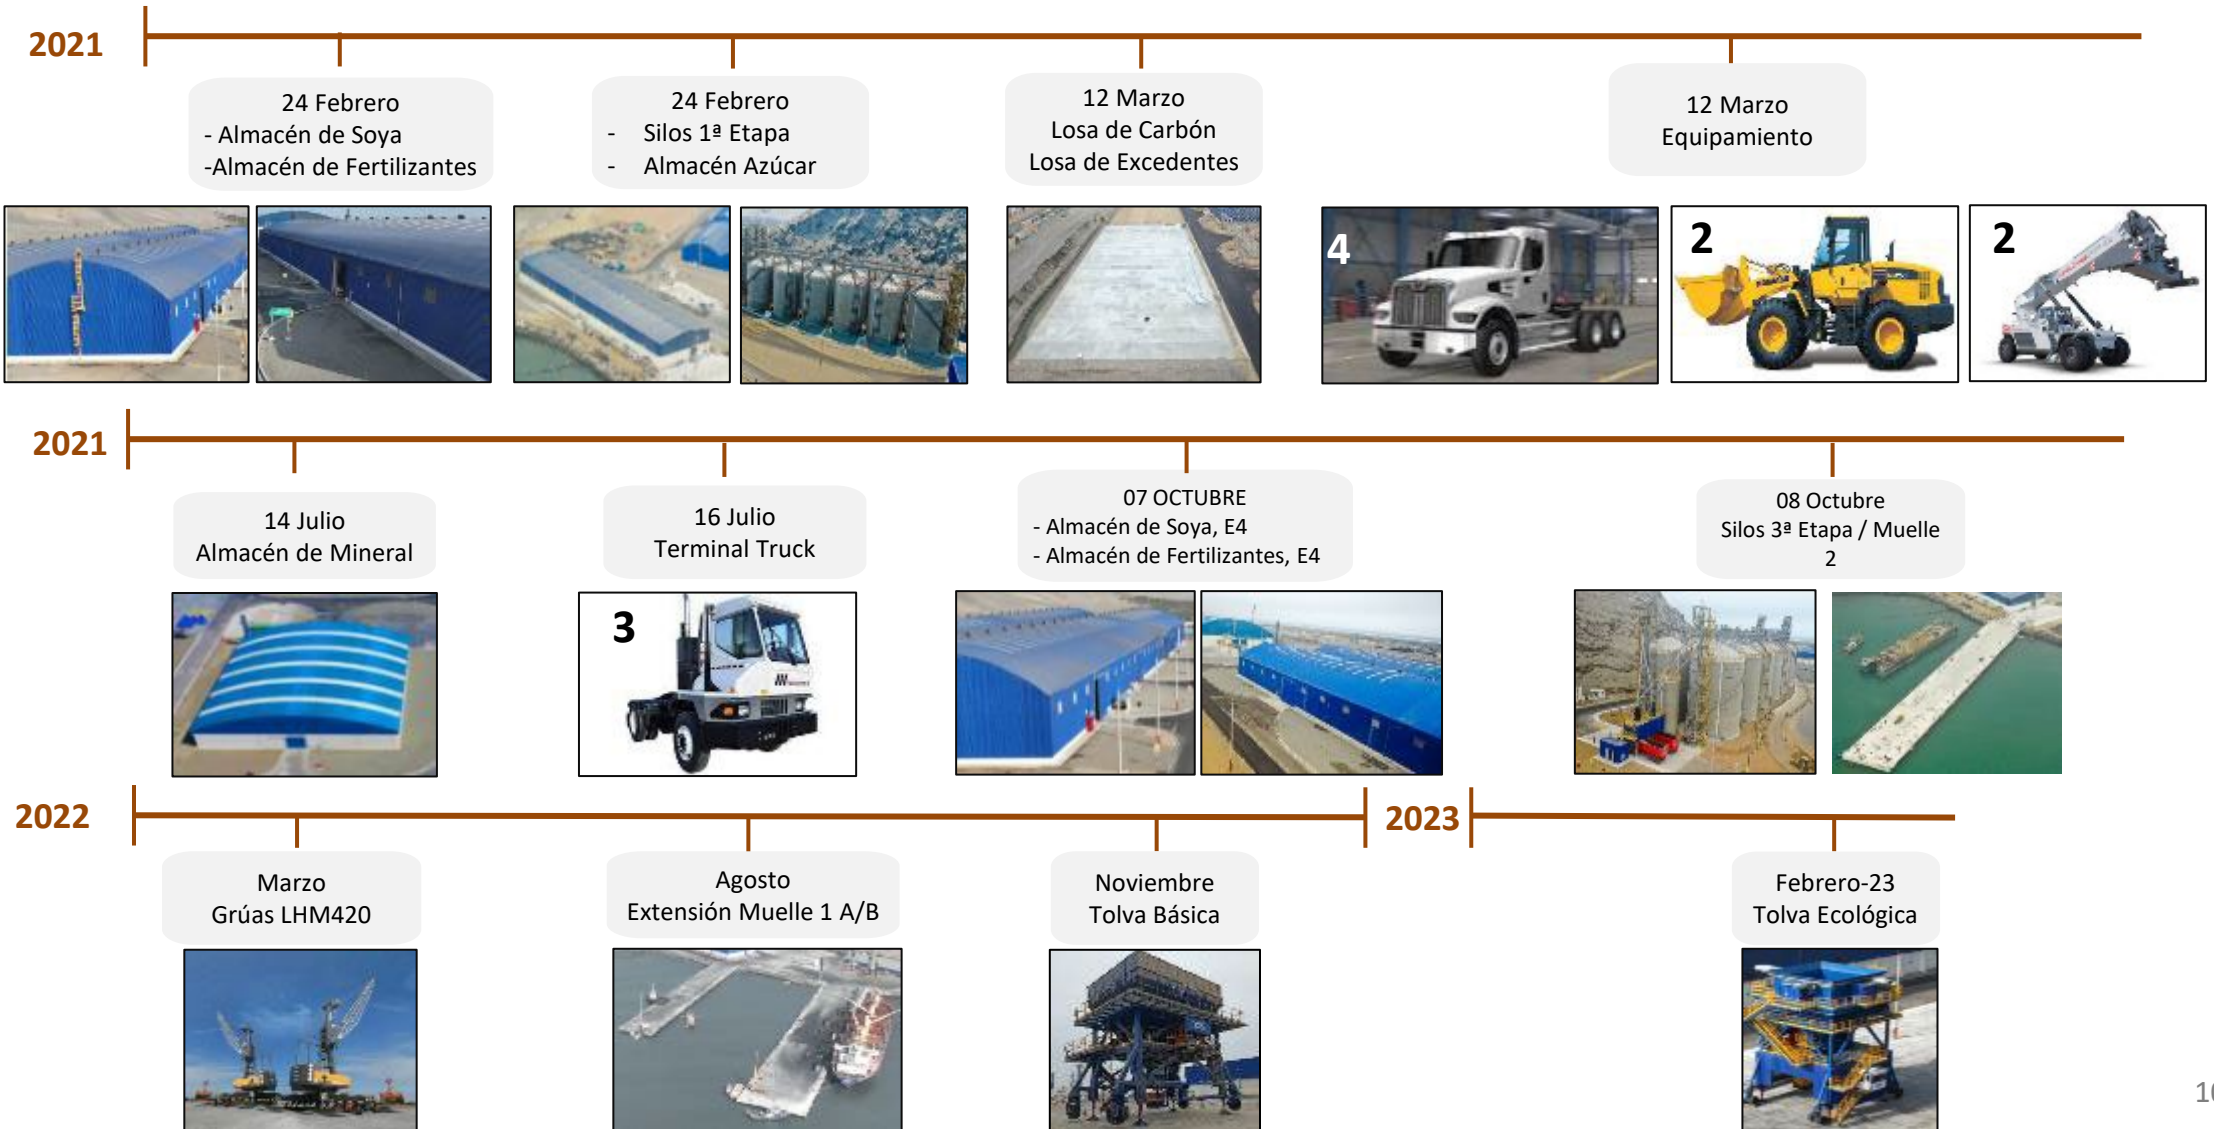 2021
24 Febrero
- Almacén de Soya
-Almacén de Fertilizantes
24 Febrero
- Silos 1ª Etapa
- Almacén Azúcar
12 Marzo
Losa de Carbón
Losa de Excedentes
12 Marzo
Equipamiento
4
2
2
2021
14 Julio
Almacén de Mineral
16 Julio
Terminal Truck
07 OCTUBRE
- Almacén de Soya, E4
- Almacén de Fertilizantes, E4
08 Octubre
Silos 3ª Etapa / Muelle
2
3
2022
2023
Marzo
Grúas LHM420
Agosto
Extensión Muelle 1 A/B
Noviembre
Tolva Básica
Febrero-23
Tolva Ecológica